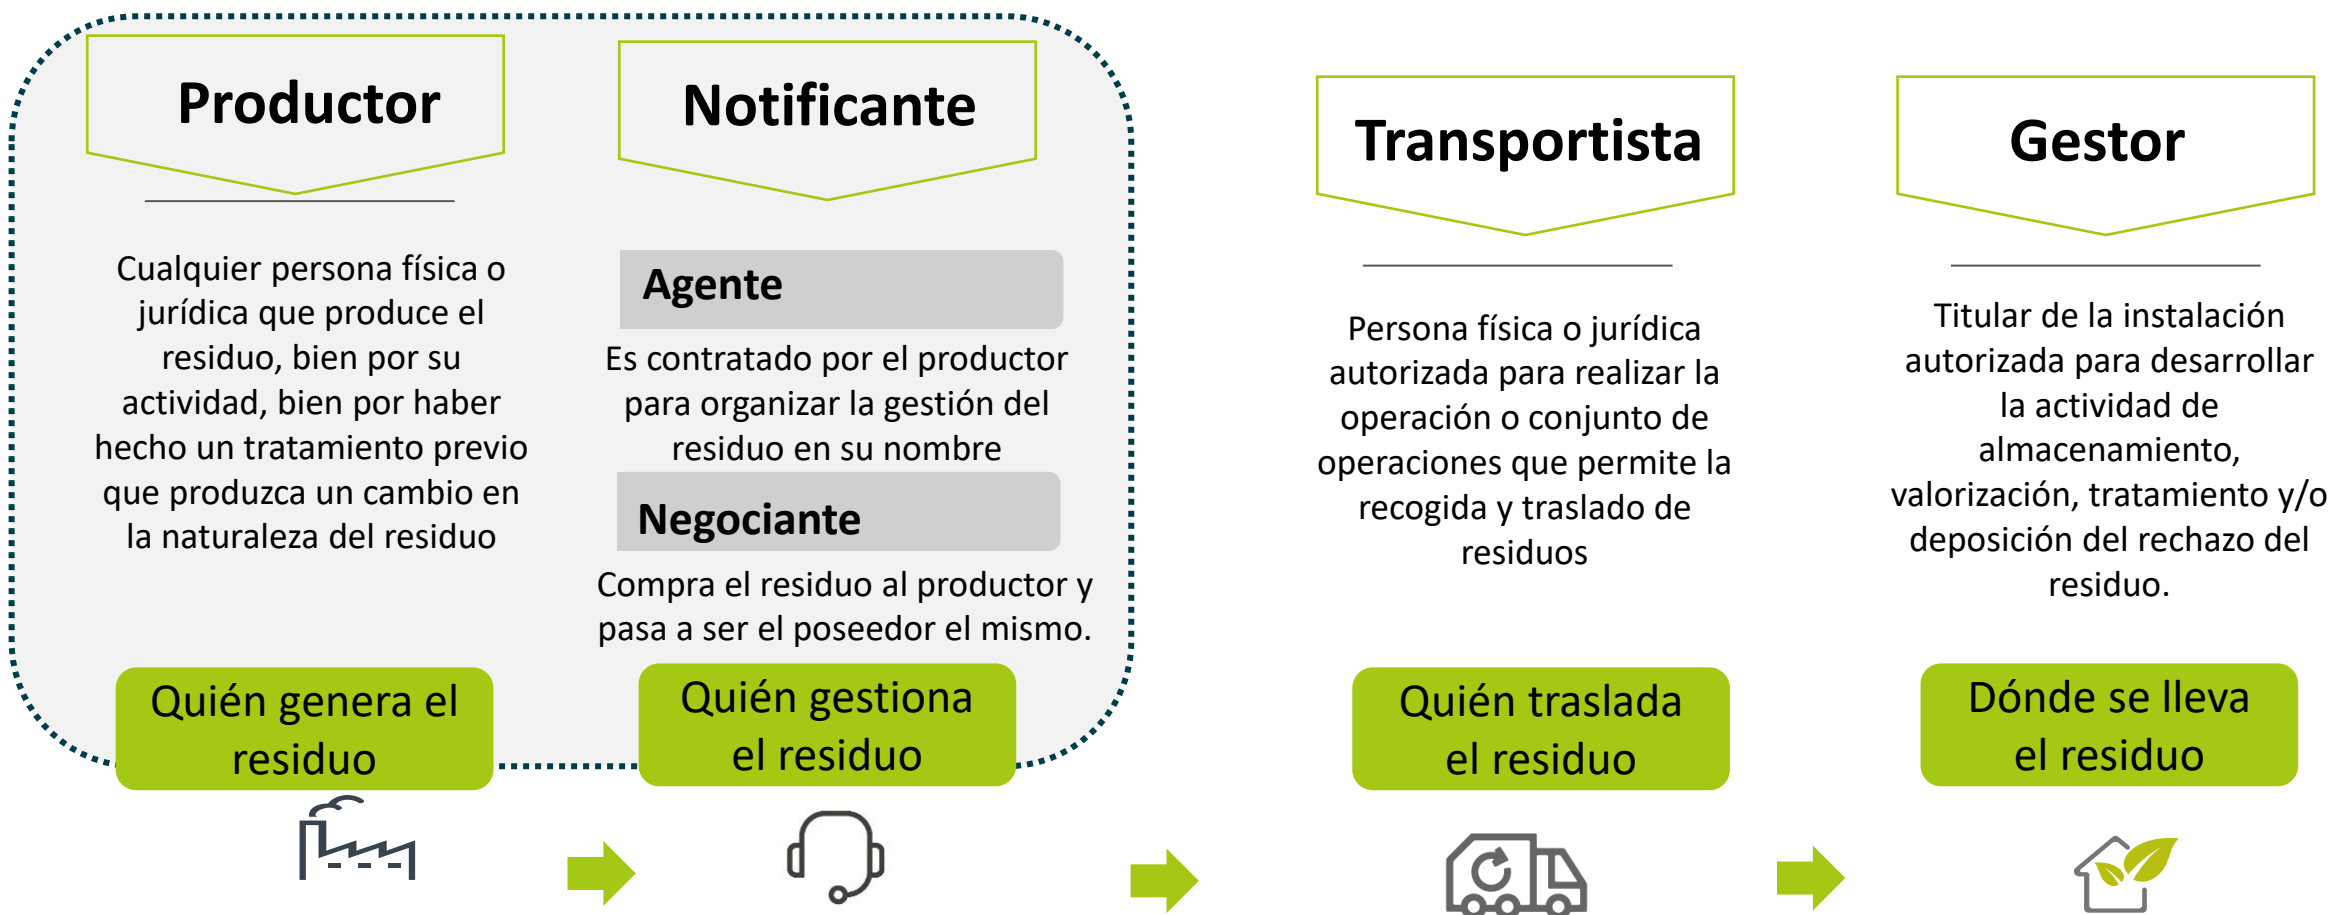 Productor
Cualquier persona física o
jurídica que produce el
residuo, bien por su
actividad, bien por haber
hecho un tratamiento previo
que produzca un cambio en
la naturaleza del residuo
Quién genera el
residuo
Notificante
Agente
Es contratado por el productor
para organizar la gestión del
residuo en su nombre
Negociante
Compra el residuo al productor y
pasa a ser el poseedor el mismo.
Quién gestiona
el residuo
Transportista
Persona física o jurídica
autorizada para realizar la
operación o conjunto de
operaciones que permite la
recogida y traslado de
residuos
Quién traslada
el residuo
Gestor
Titular de la instalación
autorizada para desarrollar
la actividad de
almacenamiento,
valorización, tratamiento y/o
deposición del rechazo del
residuo.
Dónde se lleva
el residuo